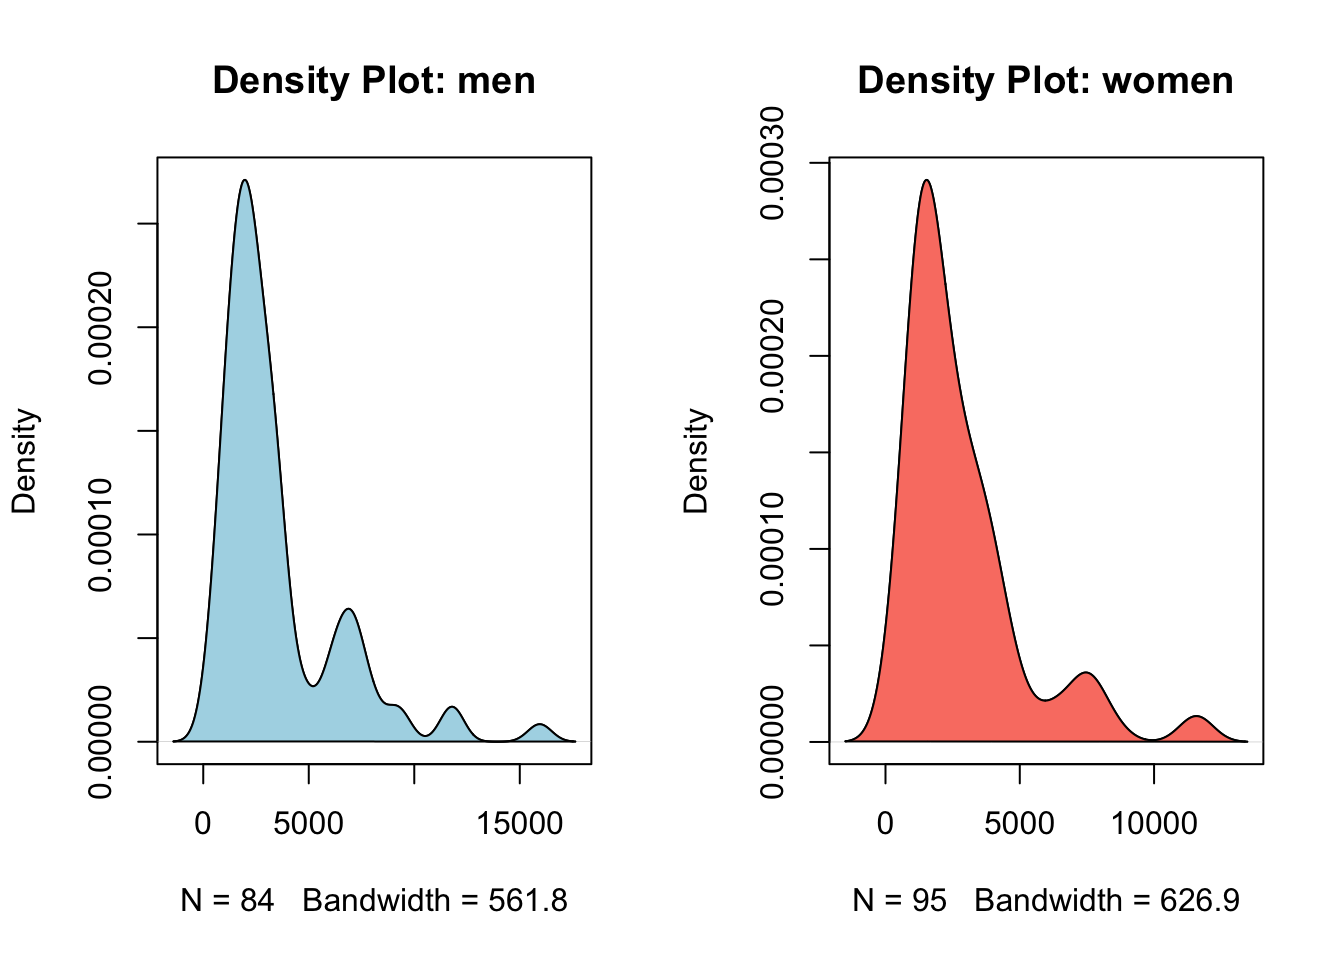 Density Plot: men
Density
0.00000
0.00010
0.00020
0
5000
15000
N = 84   Bandwidth = 561.8
Density Plot: women
Density
0.00000
0.00010
0.00020
0.00030
0
5000
10000
N = 95   Bandwidth = 626.9